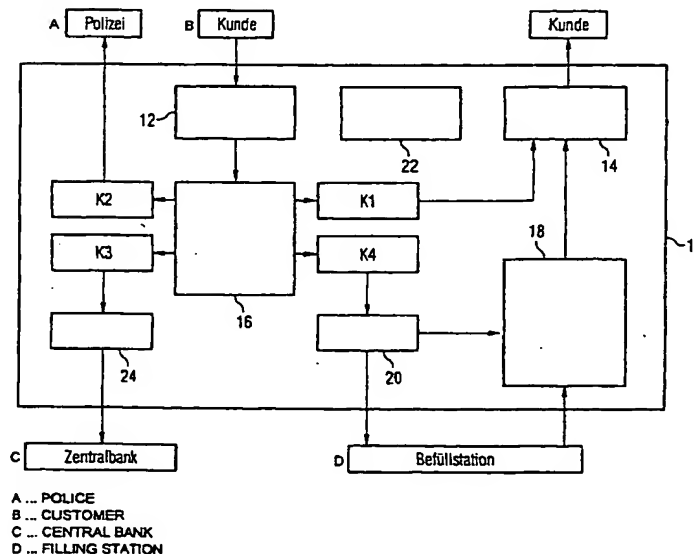 A Polizei
B Kunde
Kunde
12
22
14
K2
K1
K3
K4
18
1
16
24
20
C Zentralbank
D Befüllstation
A ... POLICE
B ... CUSTOMER
C ... CENTRAL BANK
D ... FILLING STATION